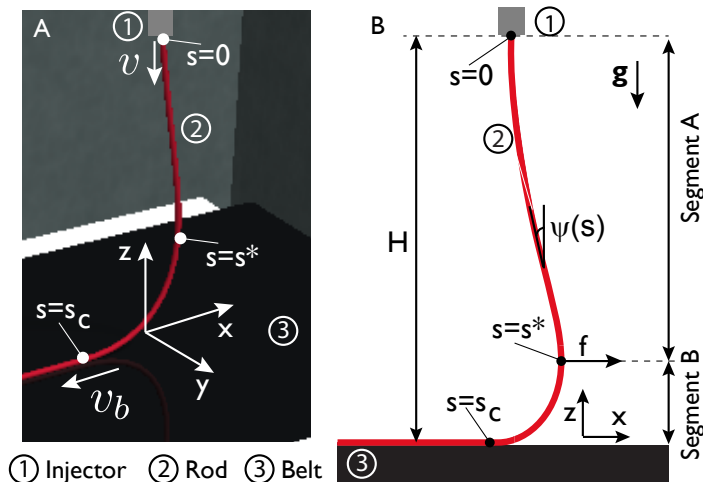 A
①
s=0
v
②
s=s*
z
s=s_c
x
③
y
v_b
B
①
s=0
g
②
Segment A
H
ψ(s)
s=s*
f
s=s_c
z
x
Segment B
③
① Injector ② Rod ③ Belt